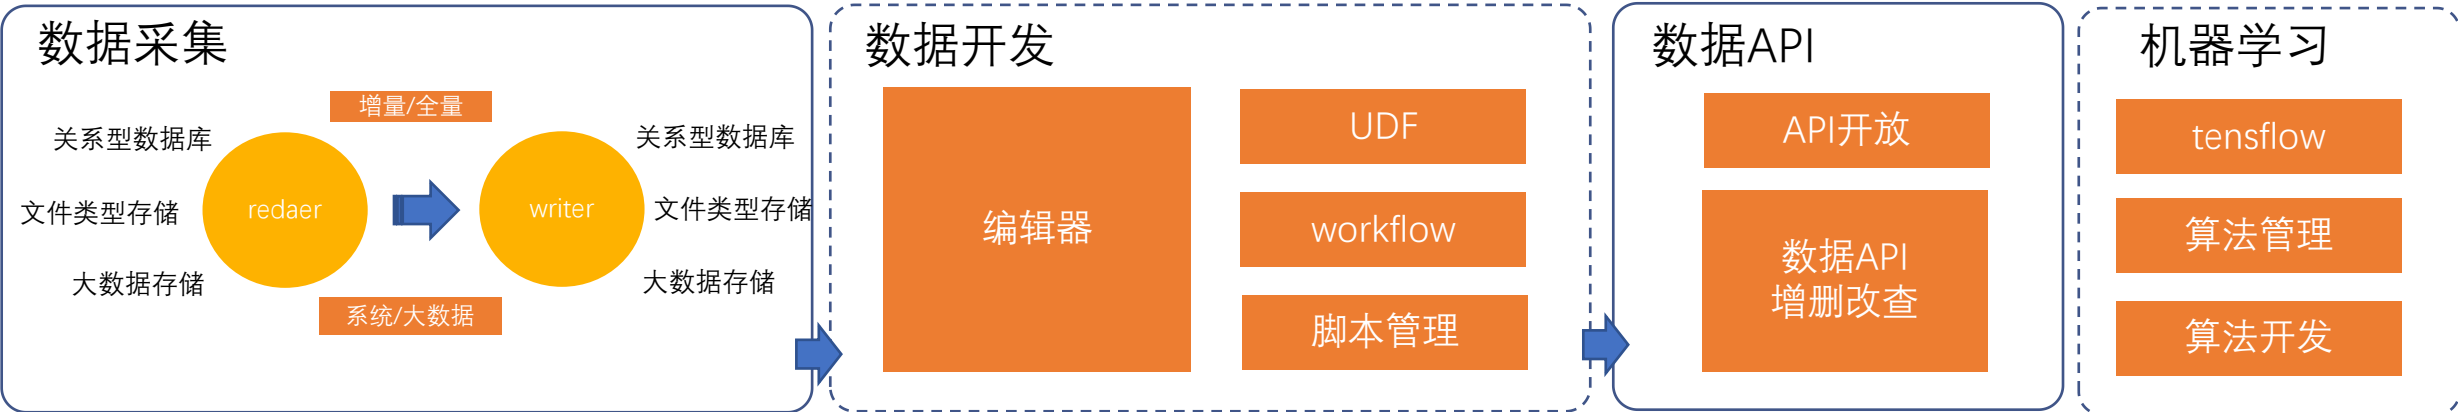 数据采集
增量/全量
关系型数据库
文件类型存储
大数据存储
redaer
writer
关系型数据库
文件类型存储
大数据存储
系统/大数据
数据开发
编辑器
UDF
workflow
脚本管理
数据API
API开放
数据API
增删改查
机器学习
tensflow
算法管理
算法开发